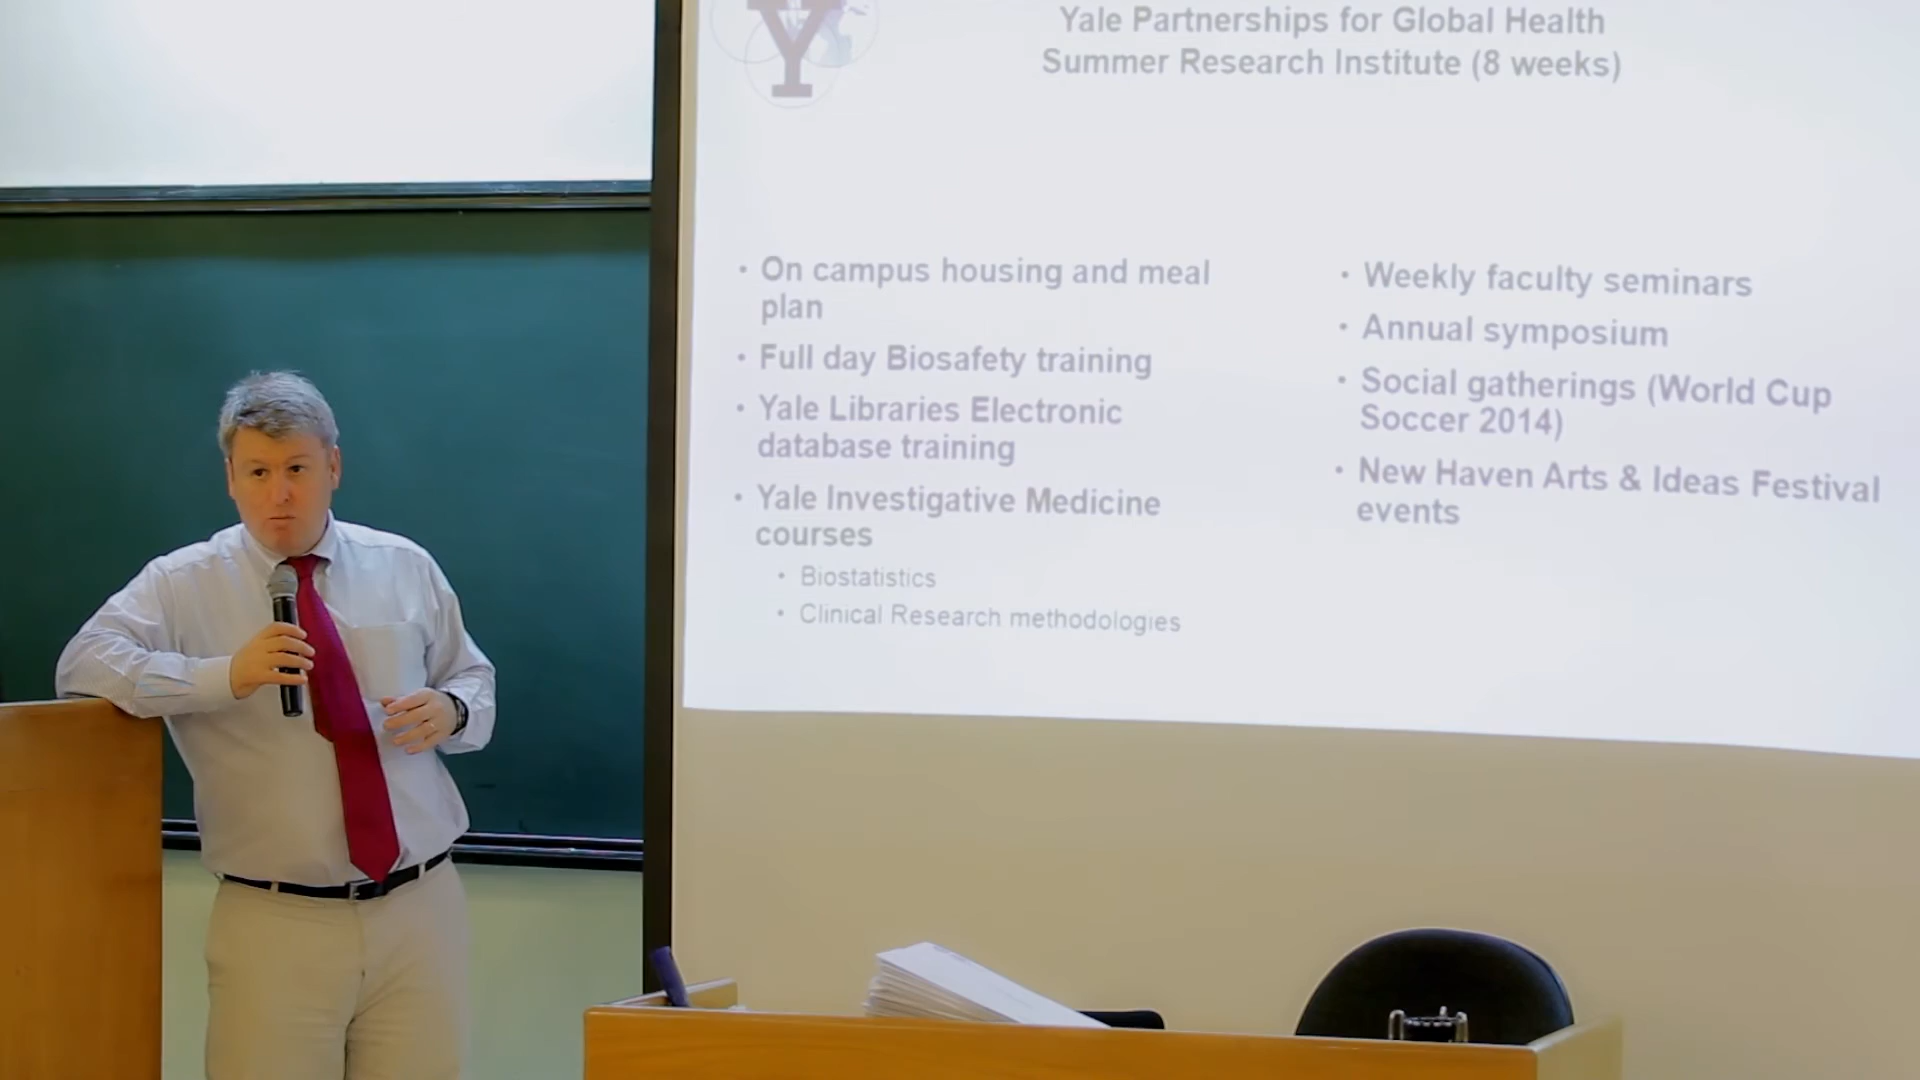 Y
Yale Partnerships for Global Health
Summer Research Institute (8 weeks)
• On campus housing and meal
plan
• Full day Biosafety training
• Yale Libraries Electronic
database training
• Yale Investigative Medicine
courses
• Biostatistics
• Clinical Research methodologies
• Weekly faculty seminars
• Annual symposium
• Social gatherings (World Cup
Soccer 2014)
• New Haven Arts & Ideas Festival
events